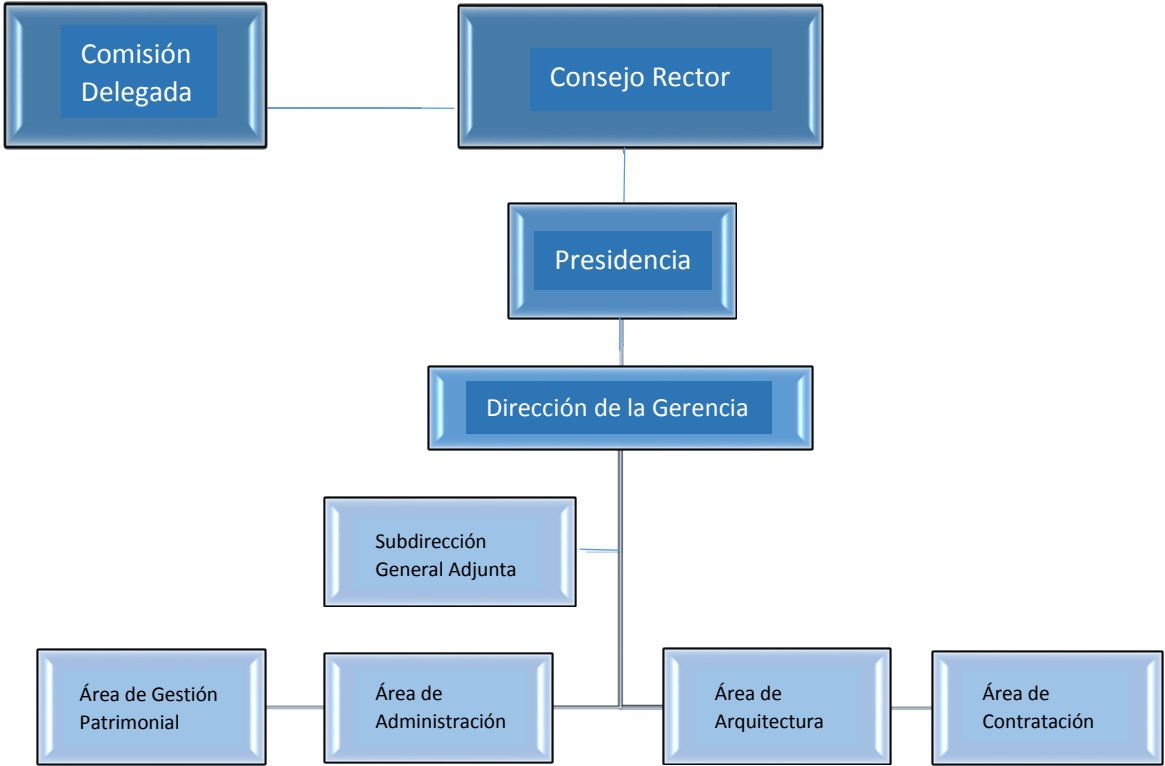 Comisión
Delegada
Consejo Rector
Presidencia
Dirección de la Gerencia
Subdirección
General Adjunta
Área de Gestión
Patrimonial
Área de
Administración
Área de
Arquitectura
Área de
Contratación